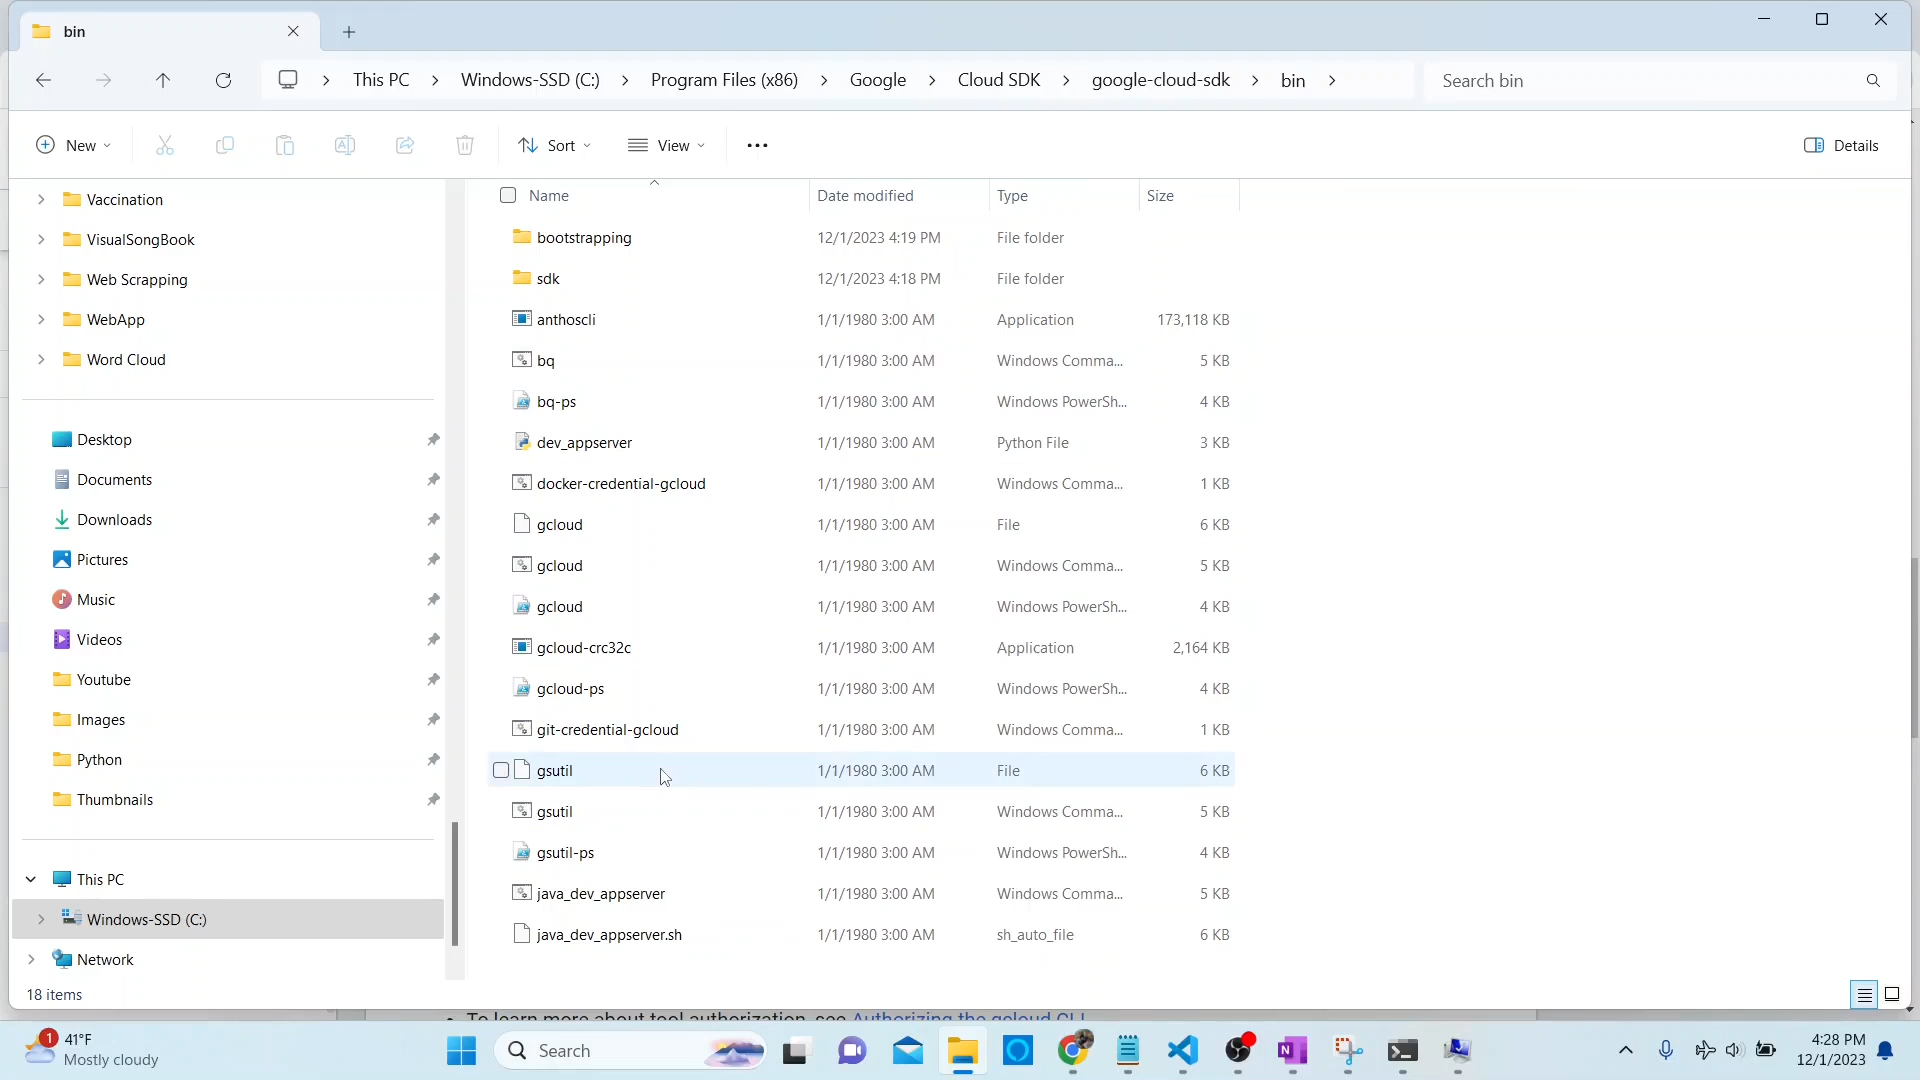 bin
This PC > Windows-SSD (C:) > Program Files (x86) > Google > Cloud SDK > google-cloud-sdk > bin >
Search bin
New
Sort
View
Details
Vaccination
VisualSongBook
Web Scrapping
WebApp
Word Cloud
Desktop
Documents
Downloads
Pictures
Music
Videos
Youtube
Images
Python
Thumbnails
This PC
Windows-SSD (C:)
Network
Name Date modified Type Size
bootstrapping 12/1/2023 4:19 PM File folder
sdk 12/1/2023 4:18 PM File folder
anthoscli 1/1/1980 3:00 AM Application 173,118 KB
bq 1/1/1980 3:00 AM Windows Comma... 5 KB
bq-ps 1/1/1980 3:00 AM Windows PowerSh... 4 KB
dev_appserver 1/1/1980 3:00 AM Python File 3 KB
docker-credential-gcloud 1/1/1980 3:00 AM Windows Comma... 1 KB
gcloud 1/1/1980 3:00 AM File 6 KB
gcloud 1/1/1980 3:00 AM Windows Comma... 5 KB
gcloud 1/1/1980 3:00 AM Windows PowerSh... 4 KB
gcloud-crc32c 1/1/1980 3:00 AM Application 2,164 KB
gcloud-ps 1/1/1980 3:00 AM Windows PowerSh... 4 KB
git-credential-gcloud 1/1/1980 3:00 AM Windows Comma... 1 KB
gsutil 1/1/1980 3:00 AM File 6 KB
gsutil 1/1/1980 3:00 AM Windows Comma... 5 KB
gsutil-ps 1/1/1980 3:00 AM Windows PowerSh... 4 KB
java_dev_appserver 1/1/1980 3:00 AM Windows Comma... 5 KB
java_dev_appserver.sh 1/1/1980 3:00 AM sh_auto_file 6 KB
18 items
To learn more about tool authorization, see Authorizing the gcloud CLI
1
41°F
Mostly cloudy
Search
4:28 PM
12/1/2023